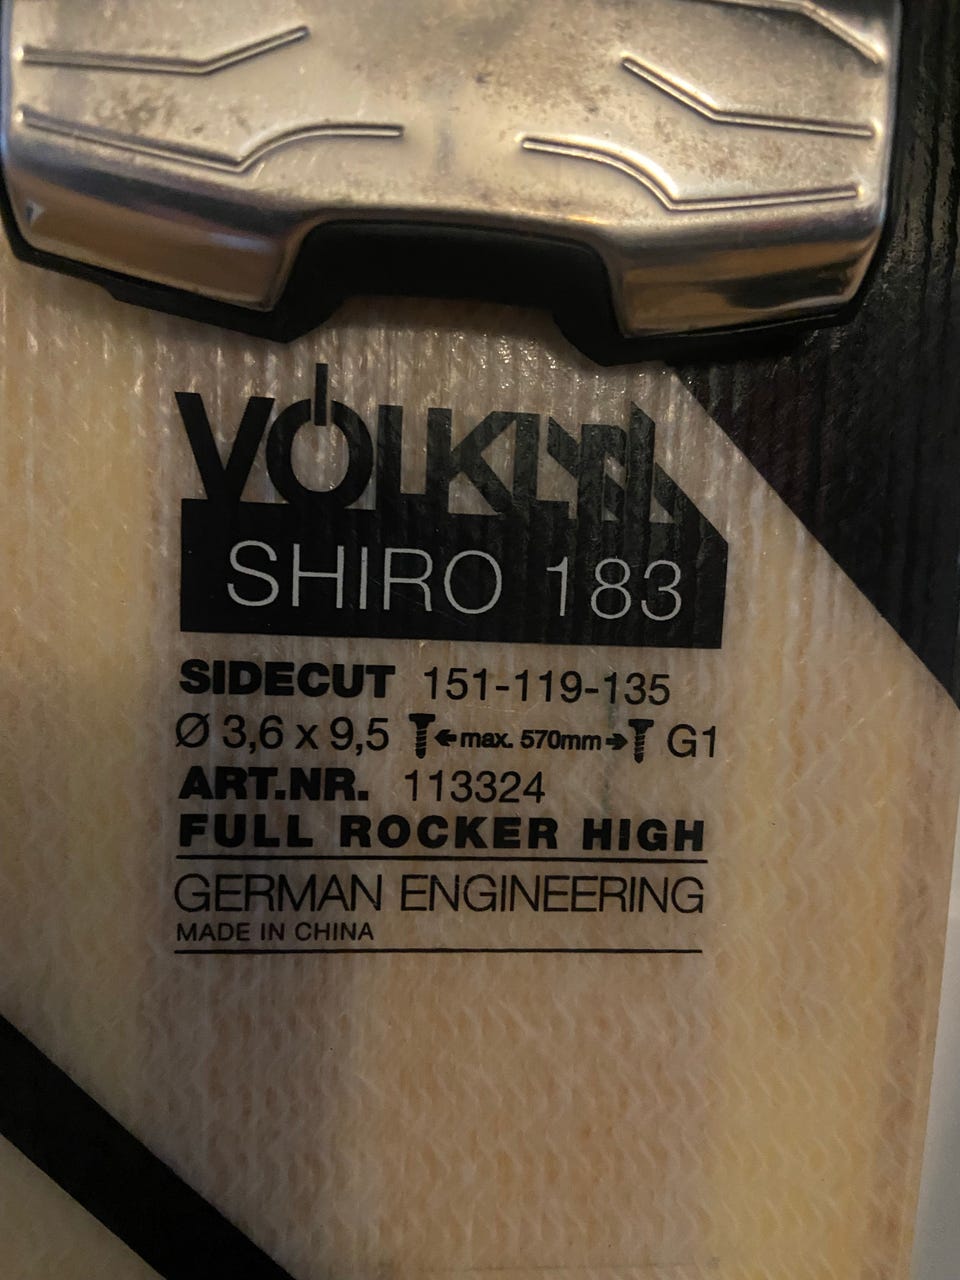 VÖLKL
SHIRO 183
SIDECUT 151-119-135
Ø 3,6 x 9,5 ←max. 570mm→ G1
ART.NR. 113324
FULL ROCKER HIGH
GERMAN ENGINEERING
MADE IN CHINA